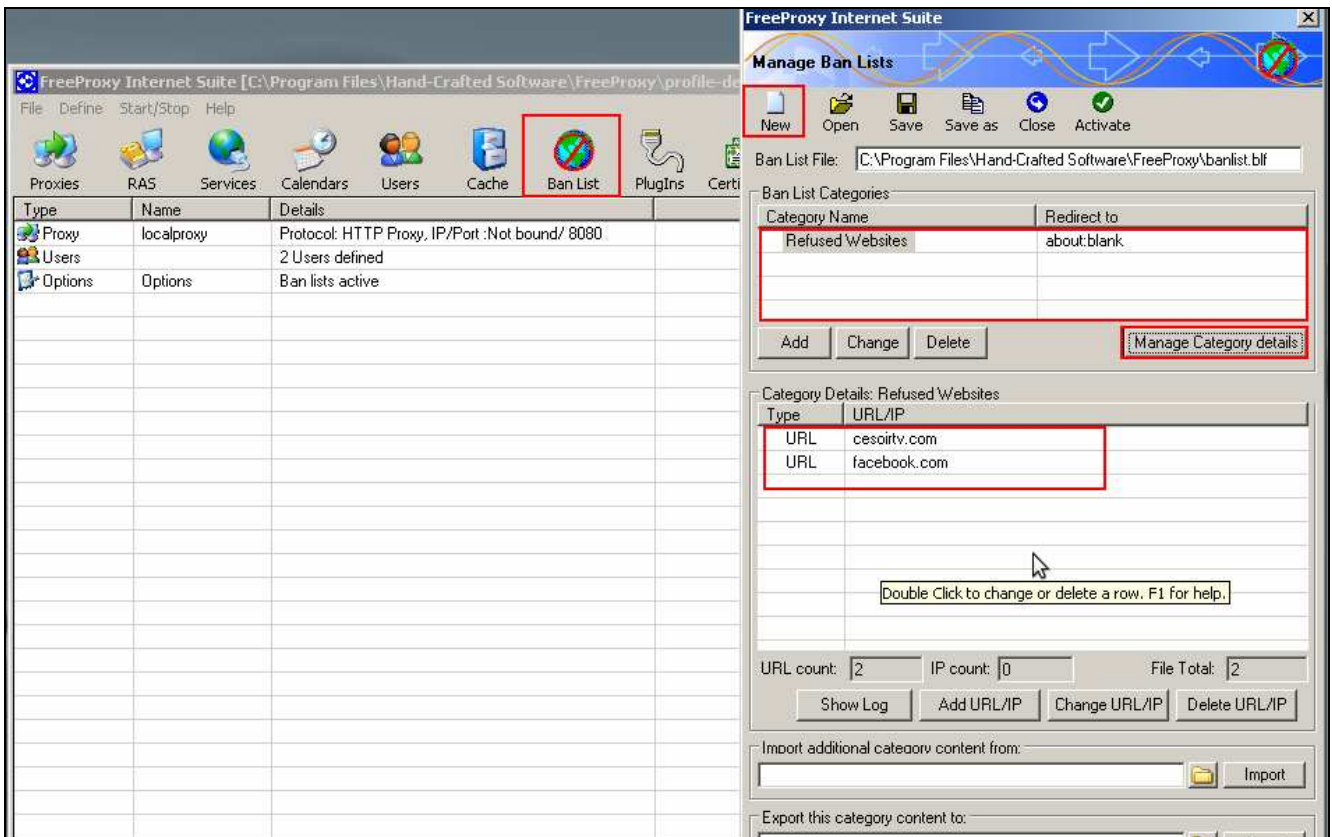 FreeProxy Internet Suite [C:\Program Files\Hand-Crafted Software\FreeProxy\profile-de
File Define Start/Stop Help
Proxies RAS Services Calendars Users Cache Ban List PlugIns Certi
Type Name Details
Proxy localproxy Protocol: HTTP Proxy, IP/Port :Not bound/ 8080
Users 2 Users defined
Options Options Ban lists active
FreeProxy Internet Suite
Manage Ban Lists
New Open Save Save as Close Activate
Ban List File: C:\Program Files\Hand-Crafted Software\FreeProxy\banlist.blf
Ban List Categories
Category Name Redirect to
Refused Websites about:blank
Add Change Delete Manage Category details
Category Details: Refused Websites
Type URL/IP
URL cesoirtv.com
URL facebook.com
Double Click to change or delete a row. F1 for help.
URL count: 2 IP count: 0 File Total: 2
Show Log Add URL/IP Change URL/IP Delete URL/IP
Import additional category content from:
Import
Export this category content to: